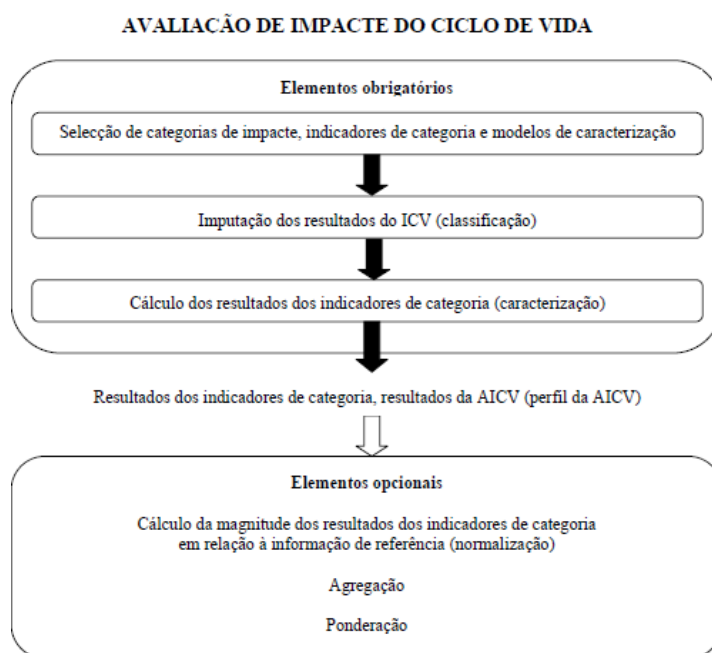 AVALIAÇÃO DE IMPACTE DO CICLO DE VIDA
Elementos obrigatórios
Selecção de categorias de impacte, indicadores de categoria e modelos de caracterização
Imputação dos resultados do ICV (classificação)
Cálculo dos resultados dos indicadores de categoria (caracterização)
Resultados dos indicadores de categoria, resultados da AICV (perfil da AICV)
Elementos opcionais
Cálculo da magnitude dos resultados dos indicadores de categoria
em relação à informação de referência (normalização)
Agregação
Ponderação